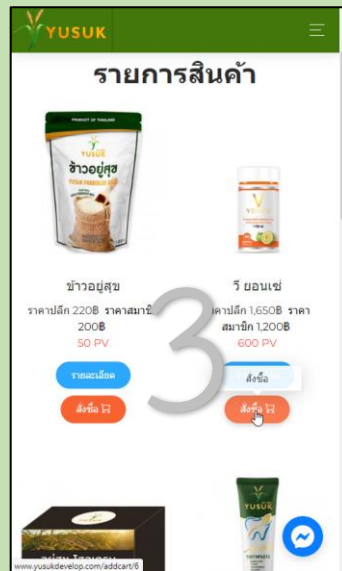 YUSUK
รายการสินค้า
PRODUCT OF THAILAND
YUSUK
ข้าวอยู่สุข
YUSUK
ข้าวอยู่สุข
วี ยอนเซ่
ราคาปลีก 220฿ ราคาสมาชิก
200฿
50 PV
ราคาปลีก 1,650฿ ราคา
สมาชิก 1,200฿
600 PV
3
รายละเอียด
สั่งซื้อ
สั่งซื้อ
สั่งซื้อ
YUSUK
TOOTHPASTE
www.yusukdevelop.com/addcart/6